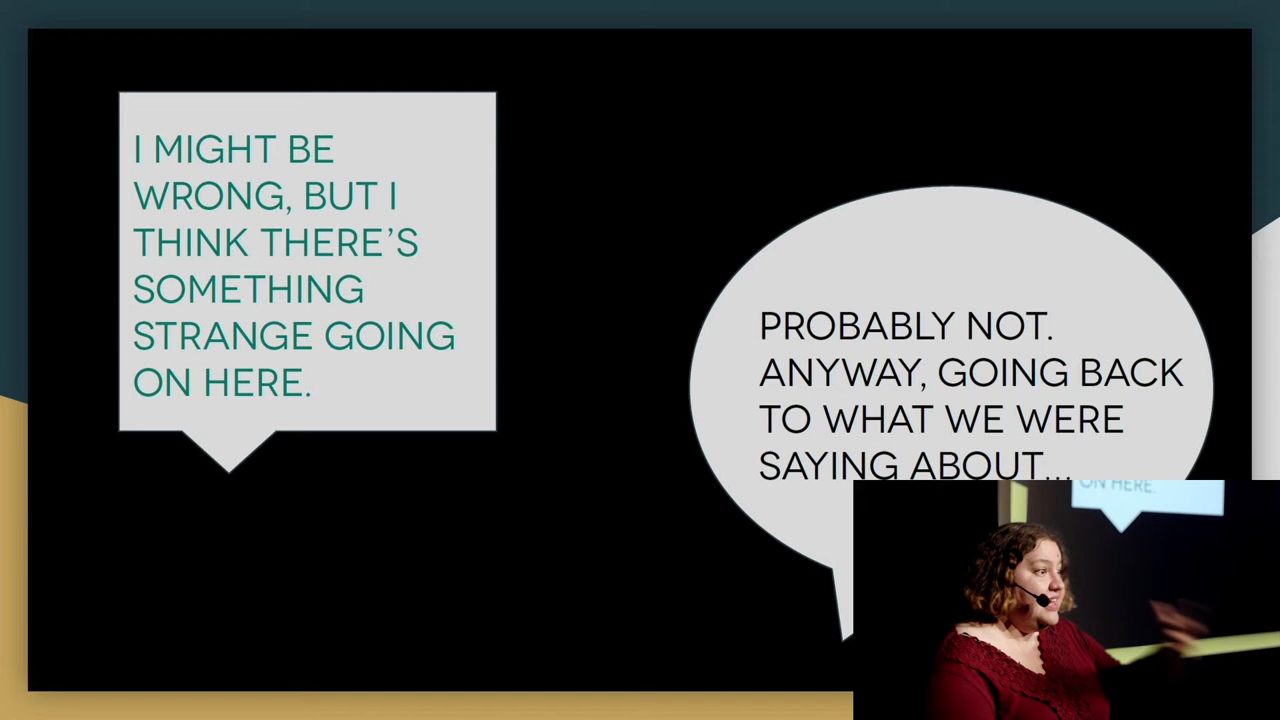 I MIGHT BE
WRONG, BUT I
THINK THERE'S
SOMETHING
STRANGE GOING
ON HERE.
PROBABLY NOT.
ANYWAY, GOING BACK
TO WHAT WE WERE
SAYING ABOUT...
ON HERE.